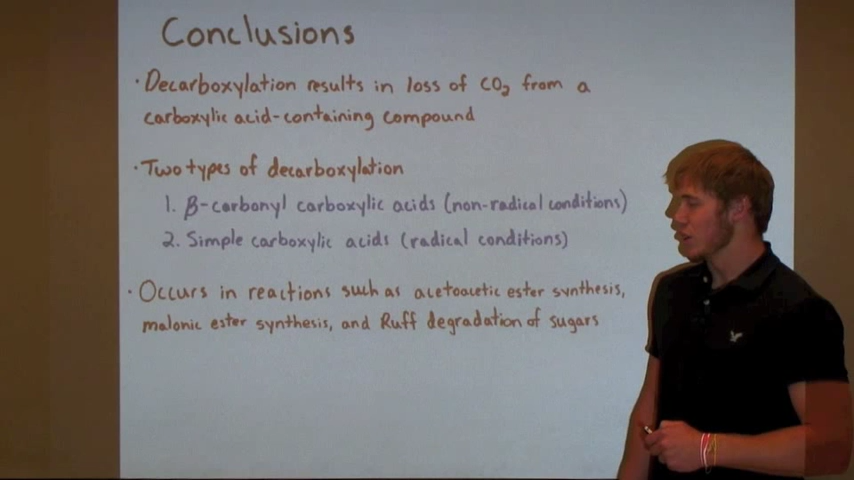 Conclusions
• Decarboxylation results in loss of CO₂ from a
carboxylic acid-containing compound
• Two types of decarboxylation
1. β-carbonyl carboxylic acids (non-radical conditions)
2. Simple carboxylic acids (radical conditions)
• Occurs in reactions such as acetoacetic ester synthesis,
malonic ester synthesis, and Ruff degradation of sugars